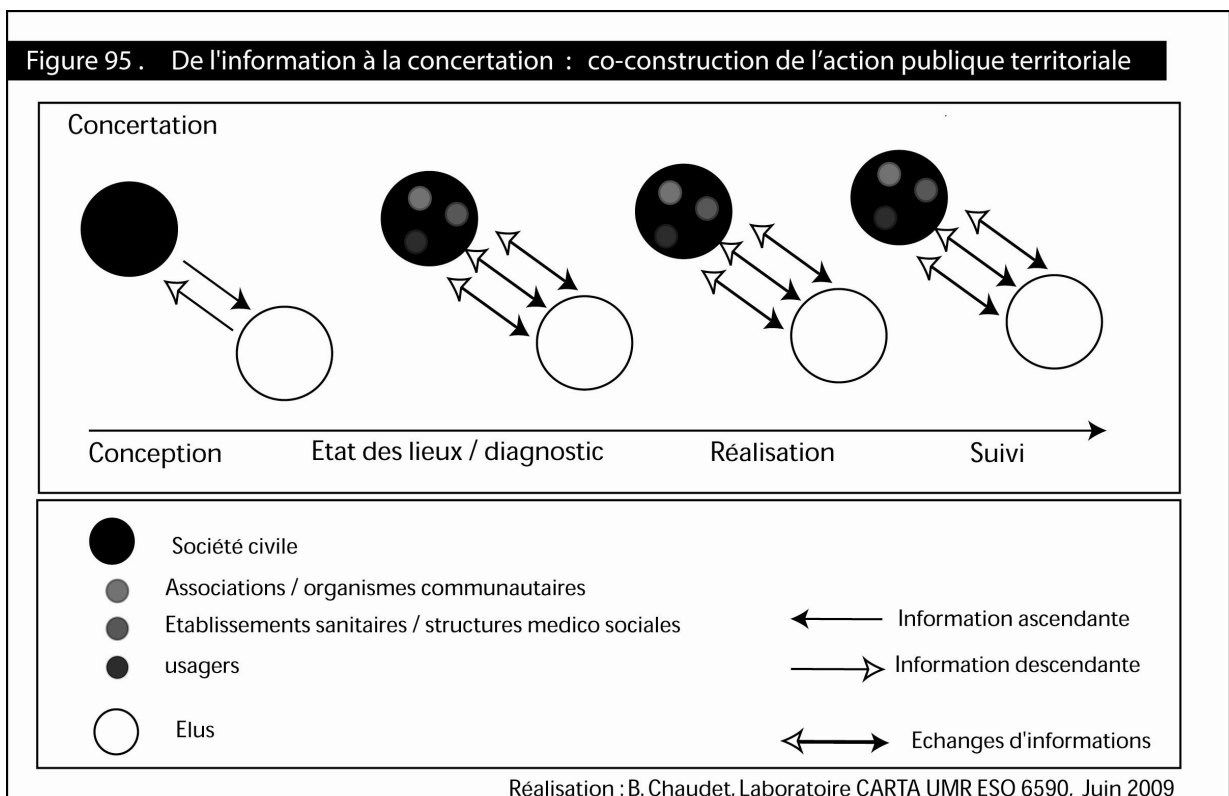 Figure 95 . De l'information à la concertation : co-construction de l'action publique territoriale
Concertation
Conception Etat des lieux / diagnostic Réalisation Suivi
Société civile
Associations / organismes communautaires
Etablissements sanitaires / structures medico sociales
usagers
Elus
Information ascendante
Information descendante
Echanges d'informations
Réalisation : B. Chaudet, Laboratoire CARTA UMR ESO 6590, Juin 2009